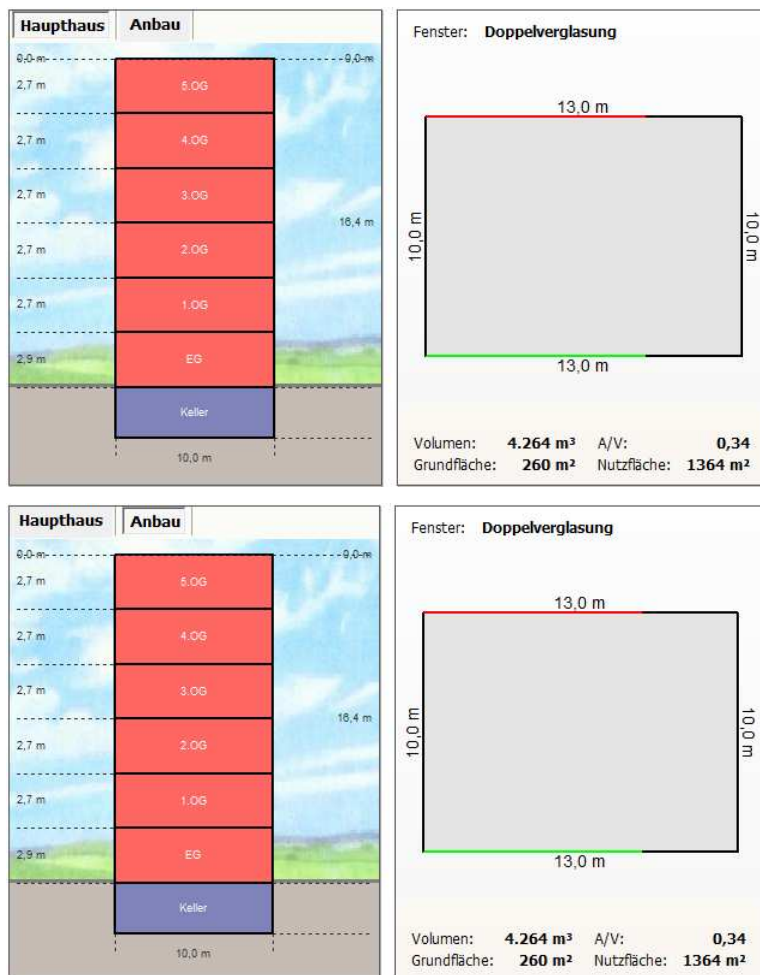 Haupthaus Anbau
0,0 m 0,0 m
2,7 m 5.OG
2,7 m 4.OG
2,7 m 3.OG
16,4 m
2,7 m 2.OG
2,7 m 1.OG
2,9 m EG
Keller
10,0 m
Fenster: Doppelverglasung
13,0 m
10,0 m 10,0 m
13,0 m
Volumen: 4.264 m³ A/V: 0,34
Grundfläche: 260 m² Nutzfläche: 1364 m²
Haupthaus Anbau
0,0 m 0,0 m
2,7 m 5.OG
2,7 m 4.OG
2,7 m 3.OG
16,4 m
2,7 m 2.OG
2,7 m 1.OG
2,9 m EG
Keller
10,0 m
Fenster: Doppelverglasung
13,0 m
10,0 m 10,0 m
13,0 m
Volumen: 4.264 m³ A/V: 0,34
Grundfläche: 260 m² Nutzfläche: 1364 m²